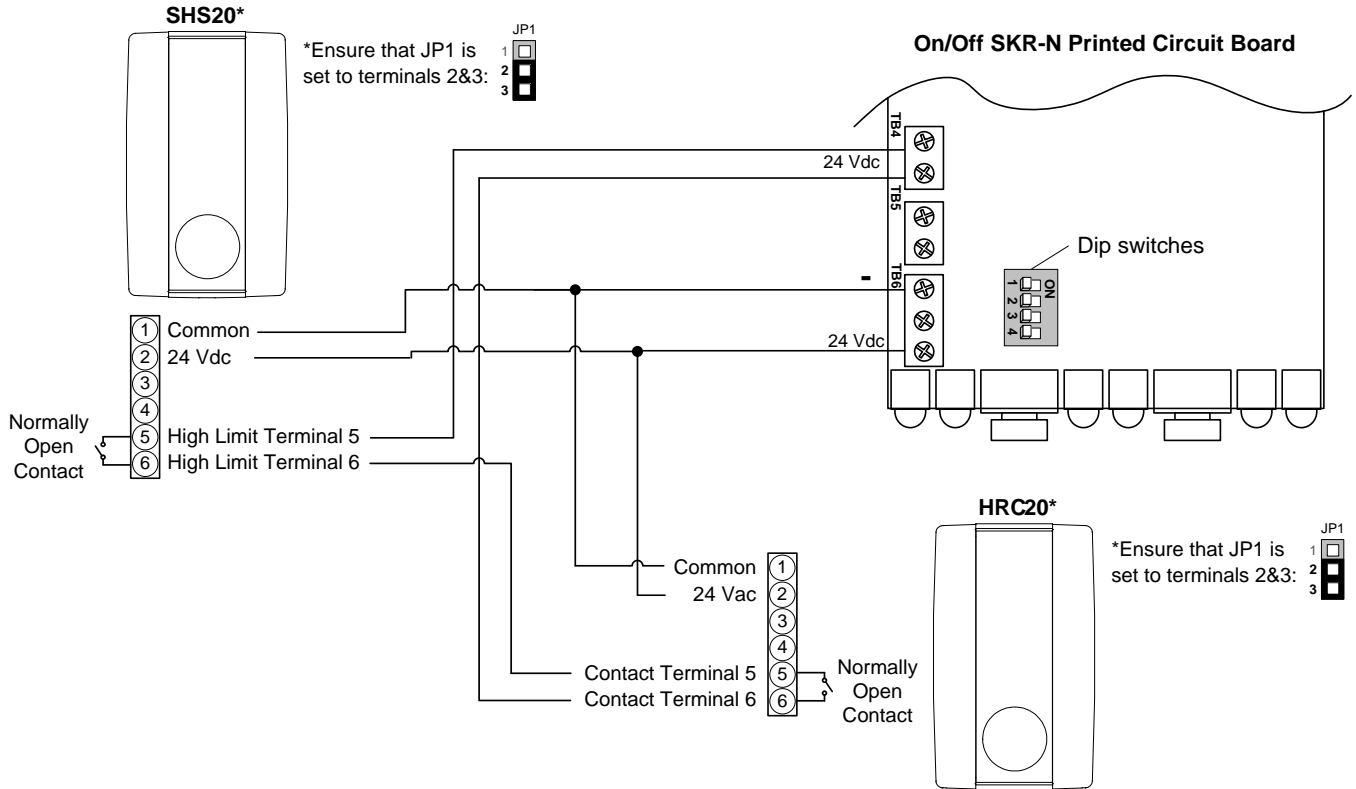 SHS20*
*Ensure that JP1 is
set to terminals 2&3:
JP1
1
2
3
On/Off SKR-N Printed Circuit Board
TB4
24 Vdc
TB5
TB6
-
24 Vdc
Dip switches
ON
1
2
3
4
1 Common
2 24 Vdc
3
4
5 High Limit Terminal 5
6 High Limit Terminal 6
Normally
Open
Contact
HRC20*
*Ensure that JP1 is
set to terminals 2&3:
JP1
1
2
3
Common 1
24 Vac 2
3
4
Contact Terminal 5 5
Contact Terminal 6 6
Normally
Open
Contact